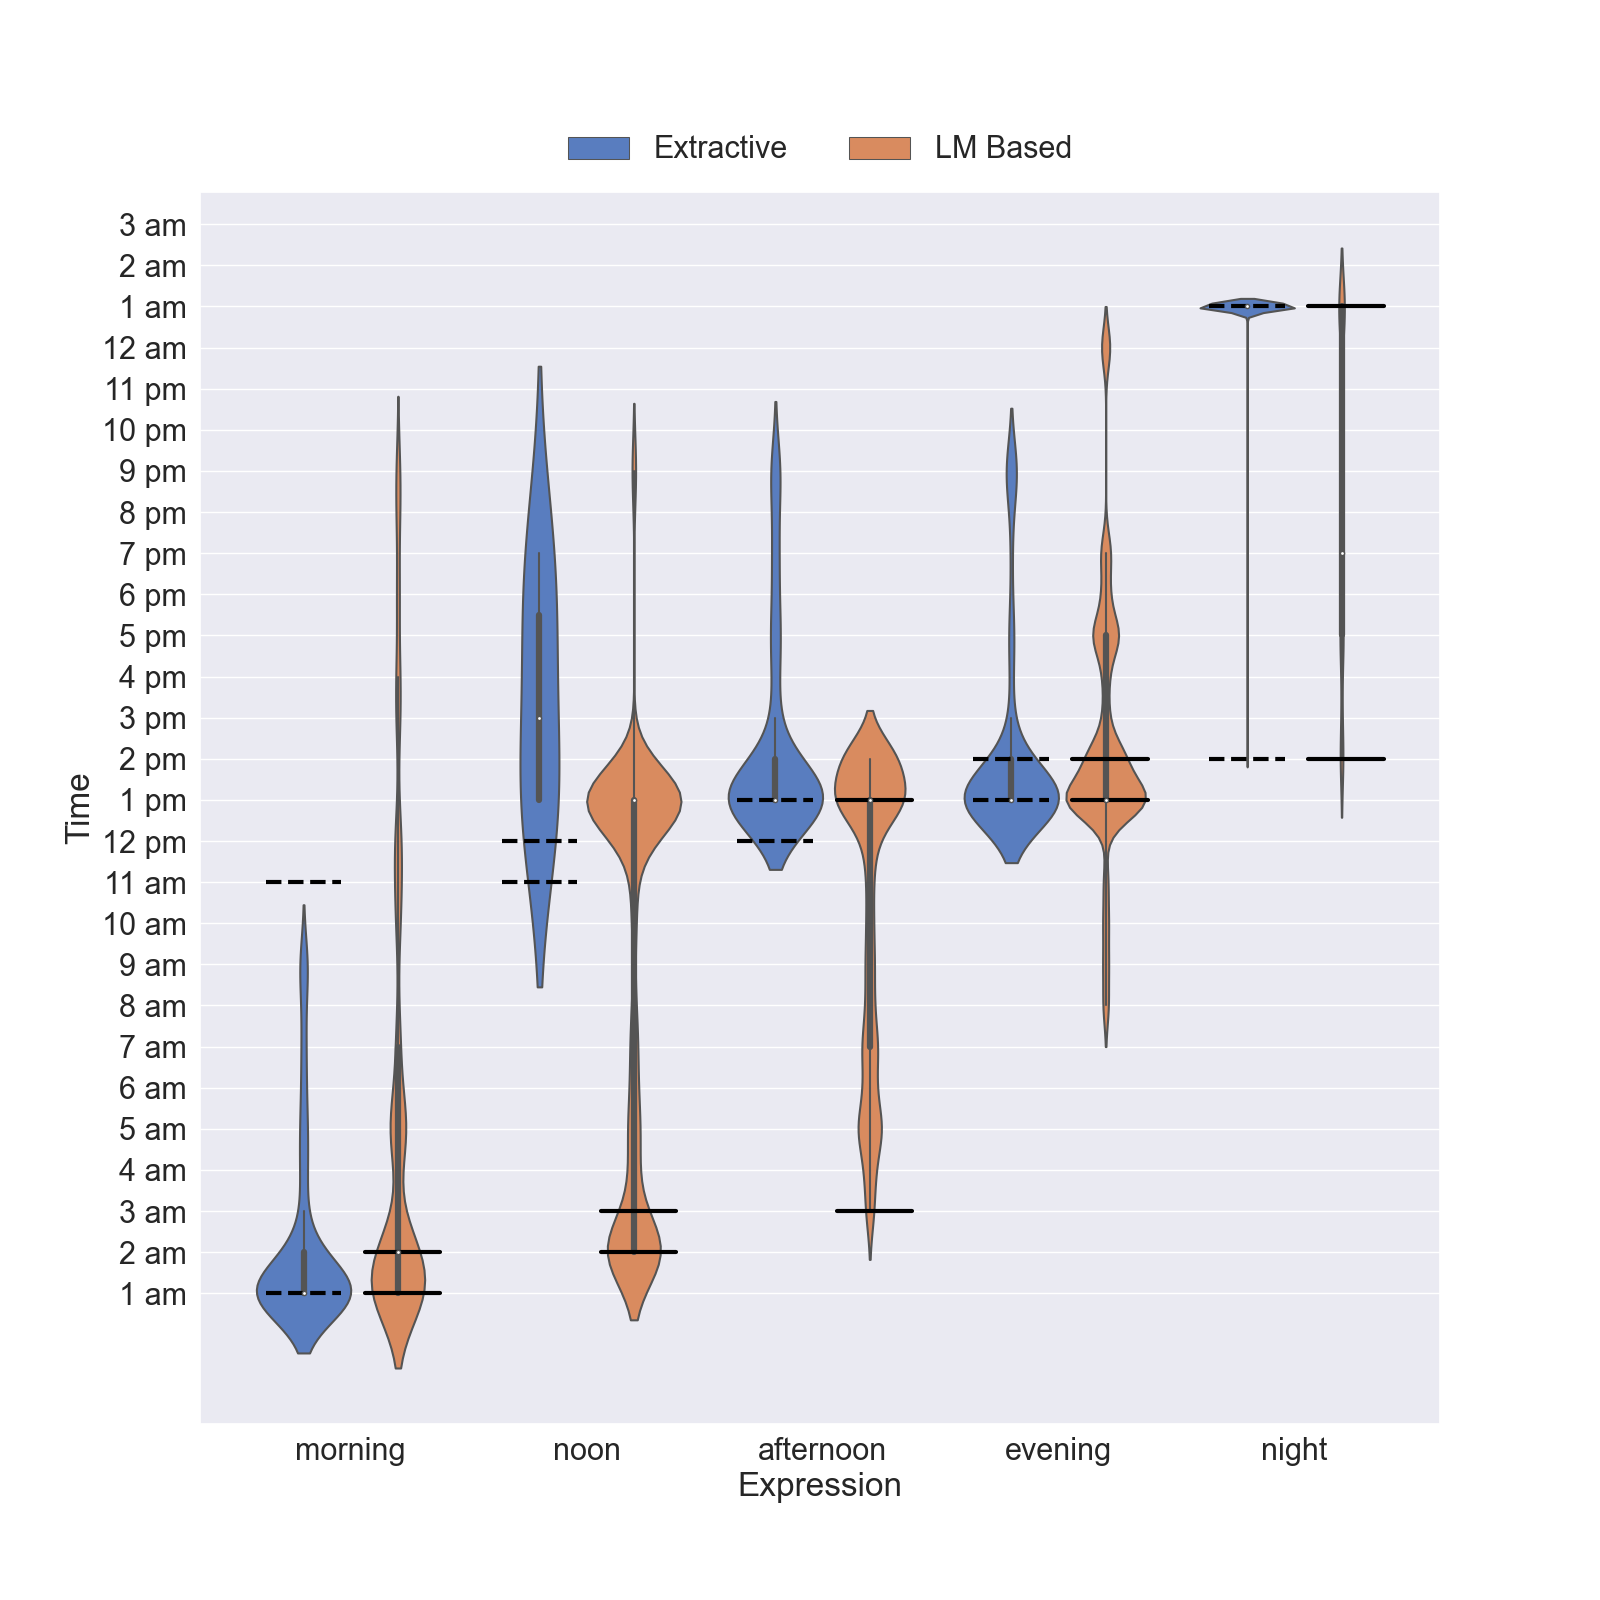 Extractive
LM Based
3 am
2 am
1 am
12 am
11 pm
10 pm
9 pm
8 pm
7 pm
6 pm
5 pm
4 pm
3 pm
2 pm
1 pm
12 pm
11 am
10 am
9 am
8 am
7 am
6 am
5 am
4 am
3 am
2 am
1 am
Time
morning
noon
afternoon
evening
night
Expression